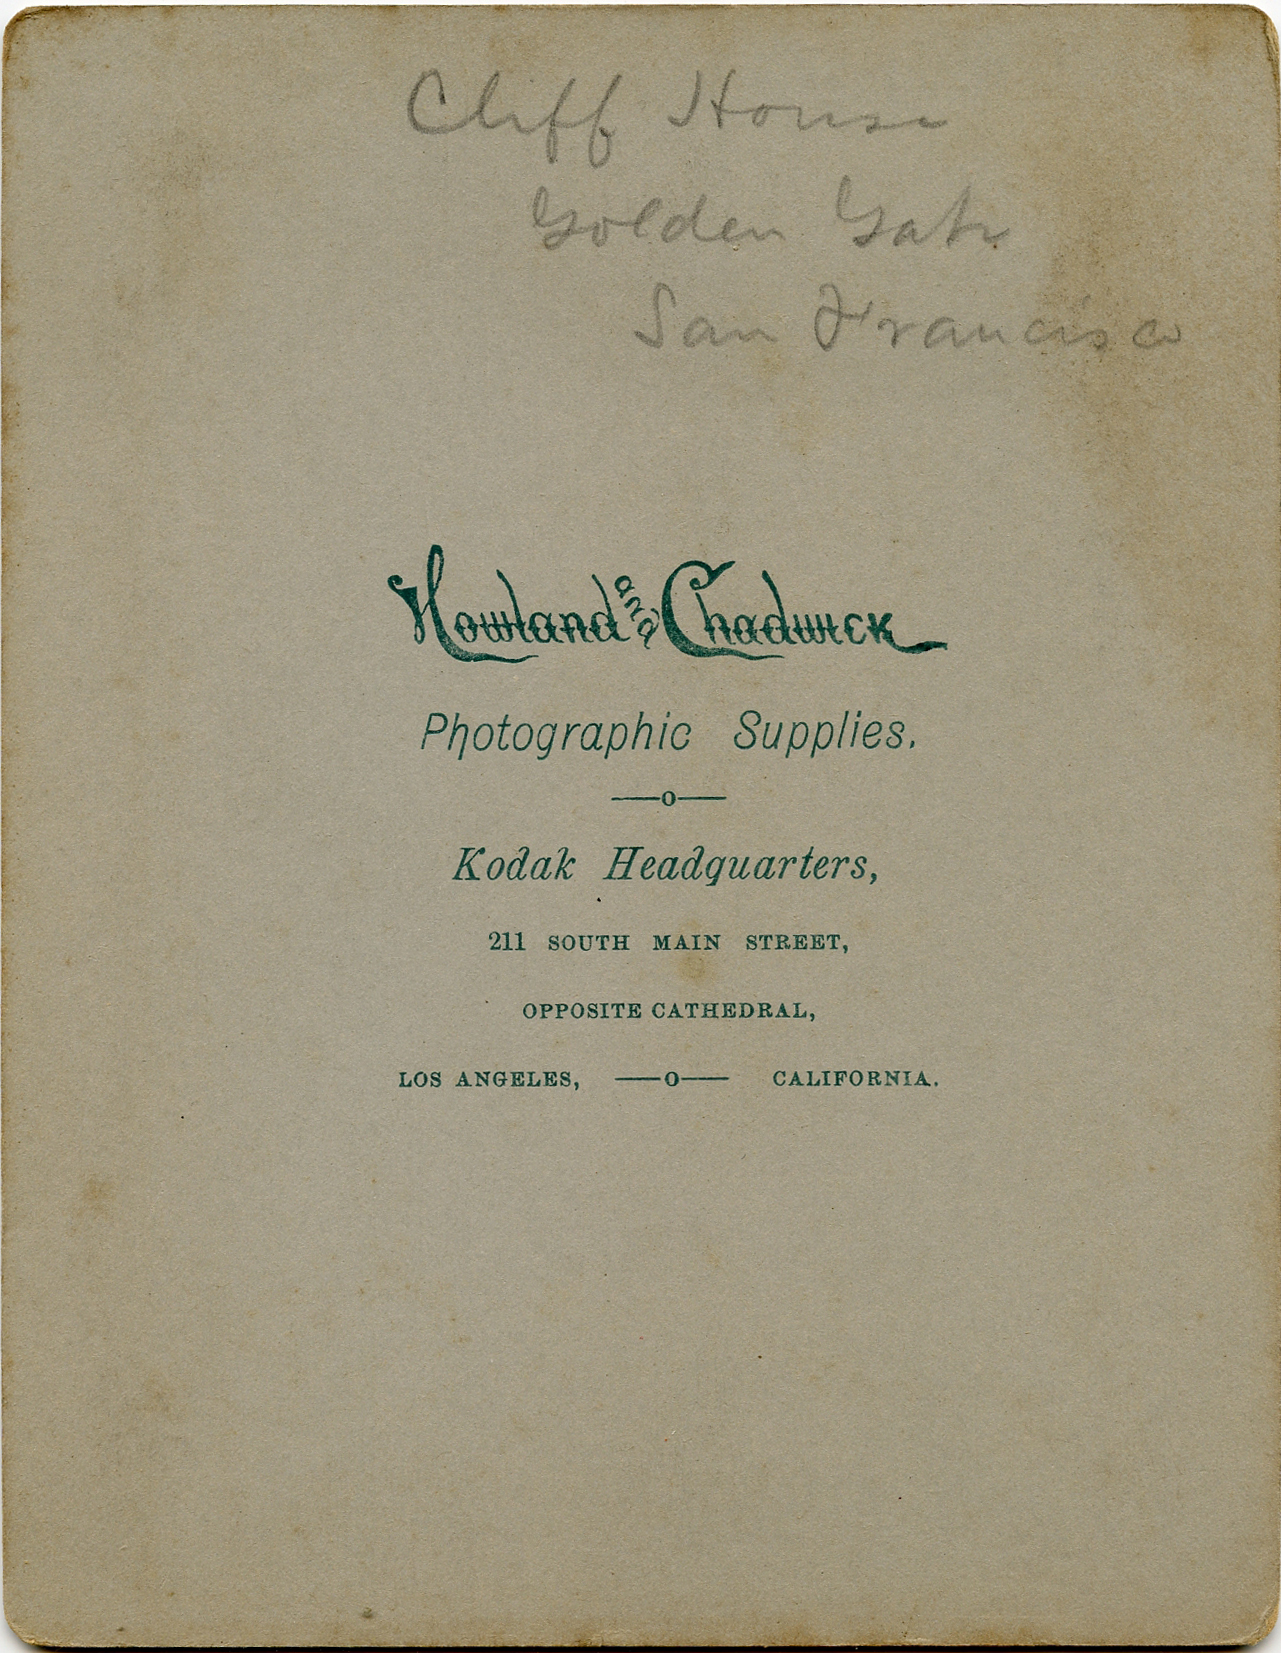 Cliff House
Golden Gate
San Francisco
Howland and Chadwick
Photographic Supplies.
—o—
Kodak Headquarters,
211 SOUTH MAIN STREET,
OPPOSITE CATHEDRAL,
LOS ANGELES, —o— CALIFORNIA.